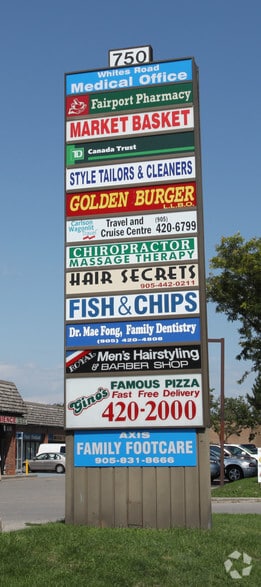 750
Whites Road
Medical Office
Fairport Pharmacy
MARKET BASKET
TD Canada Trust
STYLE TAILORS & CLEANERS
GOLDEN BURGER
L.L.B.O.
Carlson
Wagonlit
Travel
Travel and (905)
Cruise Centre 420-6799
CHIROPRACTOR
MASSAGE THERAPY
HAIR SECRETS
905-442-0211
FISH & CHIPS
Dr. Mae Fong, Family Dentistry
(905) 420-4808
ROYAL Men's Hairstyling
& BARBER SHOP
Gino's FAMOUS PIZZA
Fast Free Delivery
420-2000
AXIS
FAMILY FOOTCARE
905-831-8666